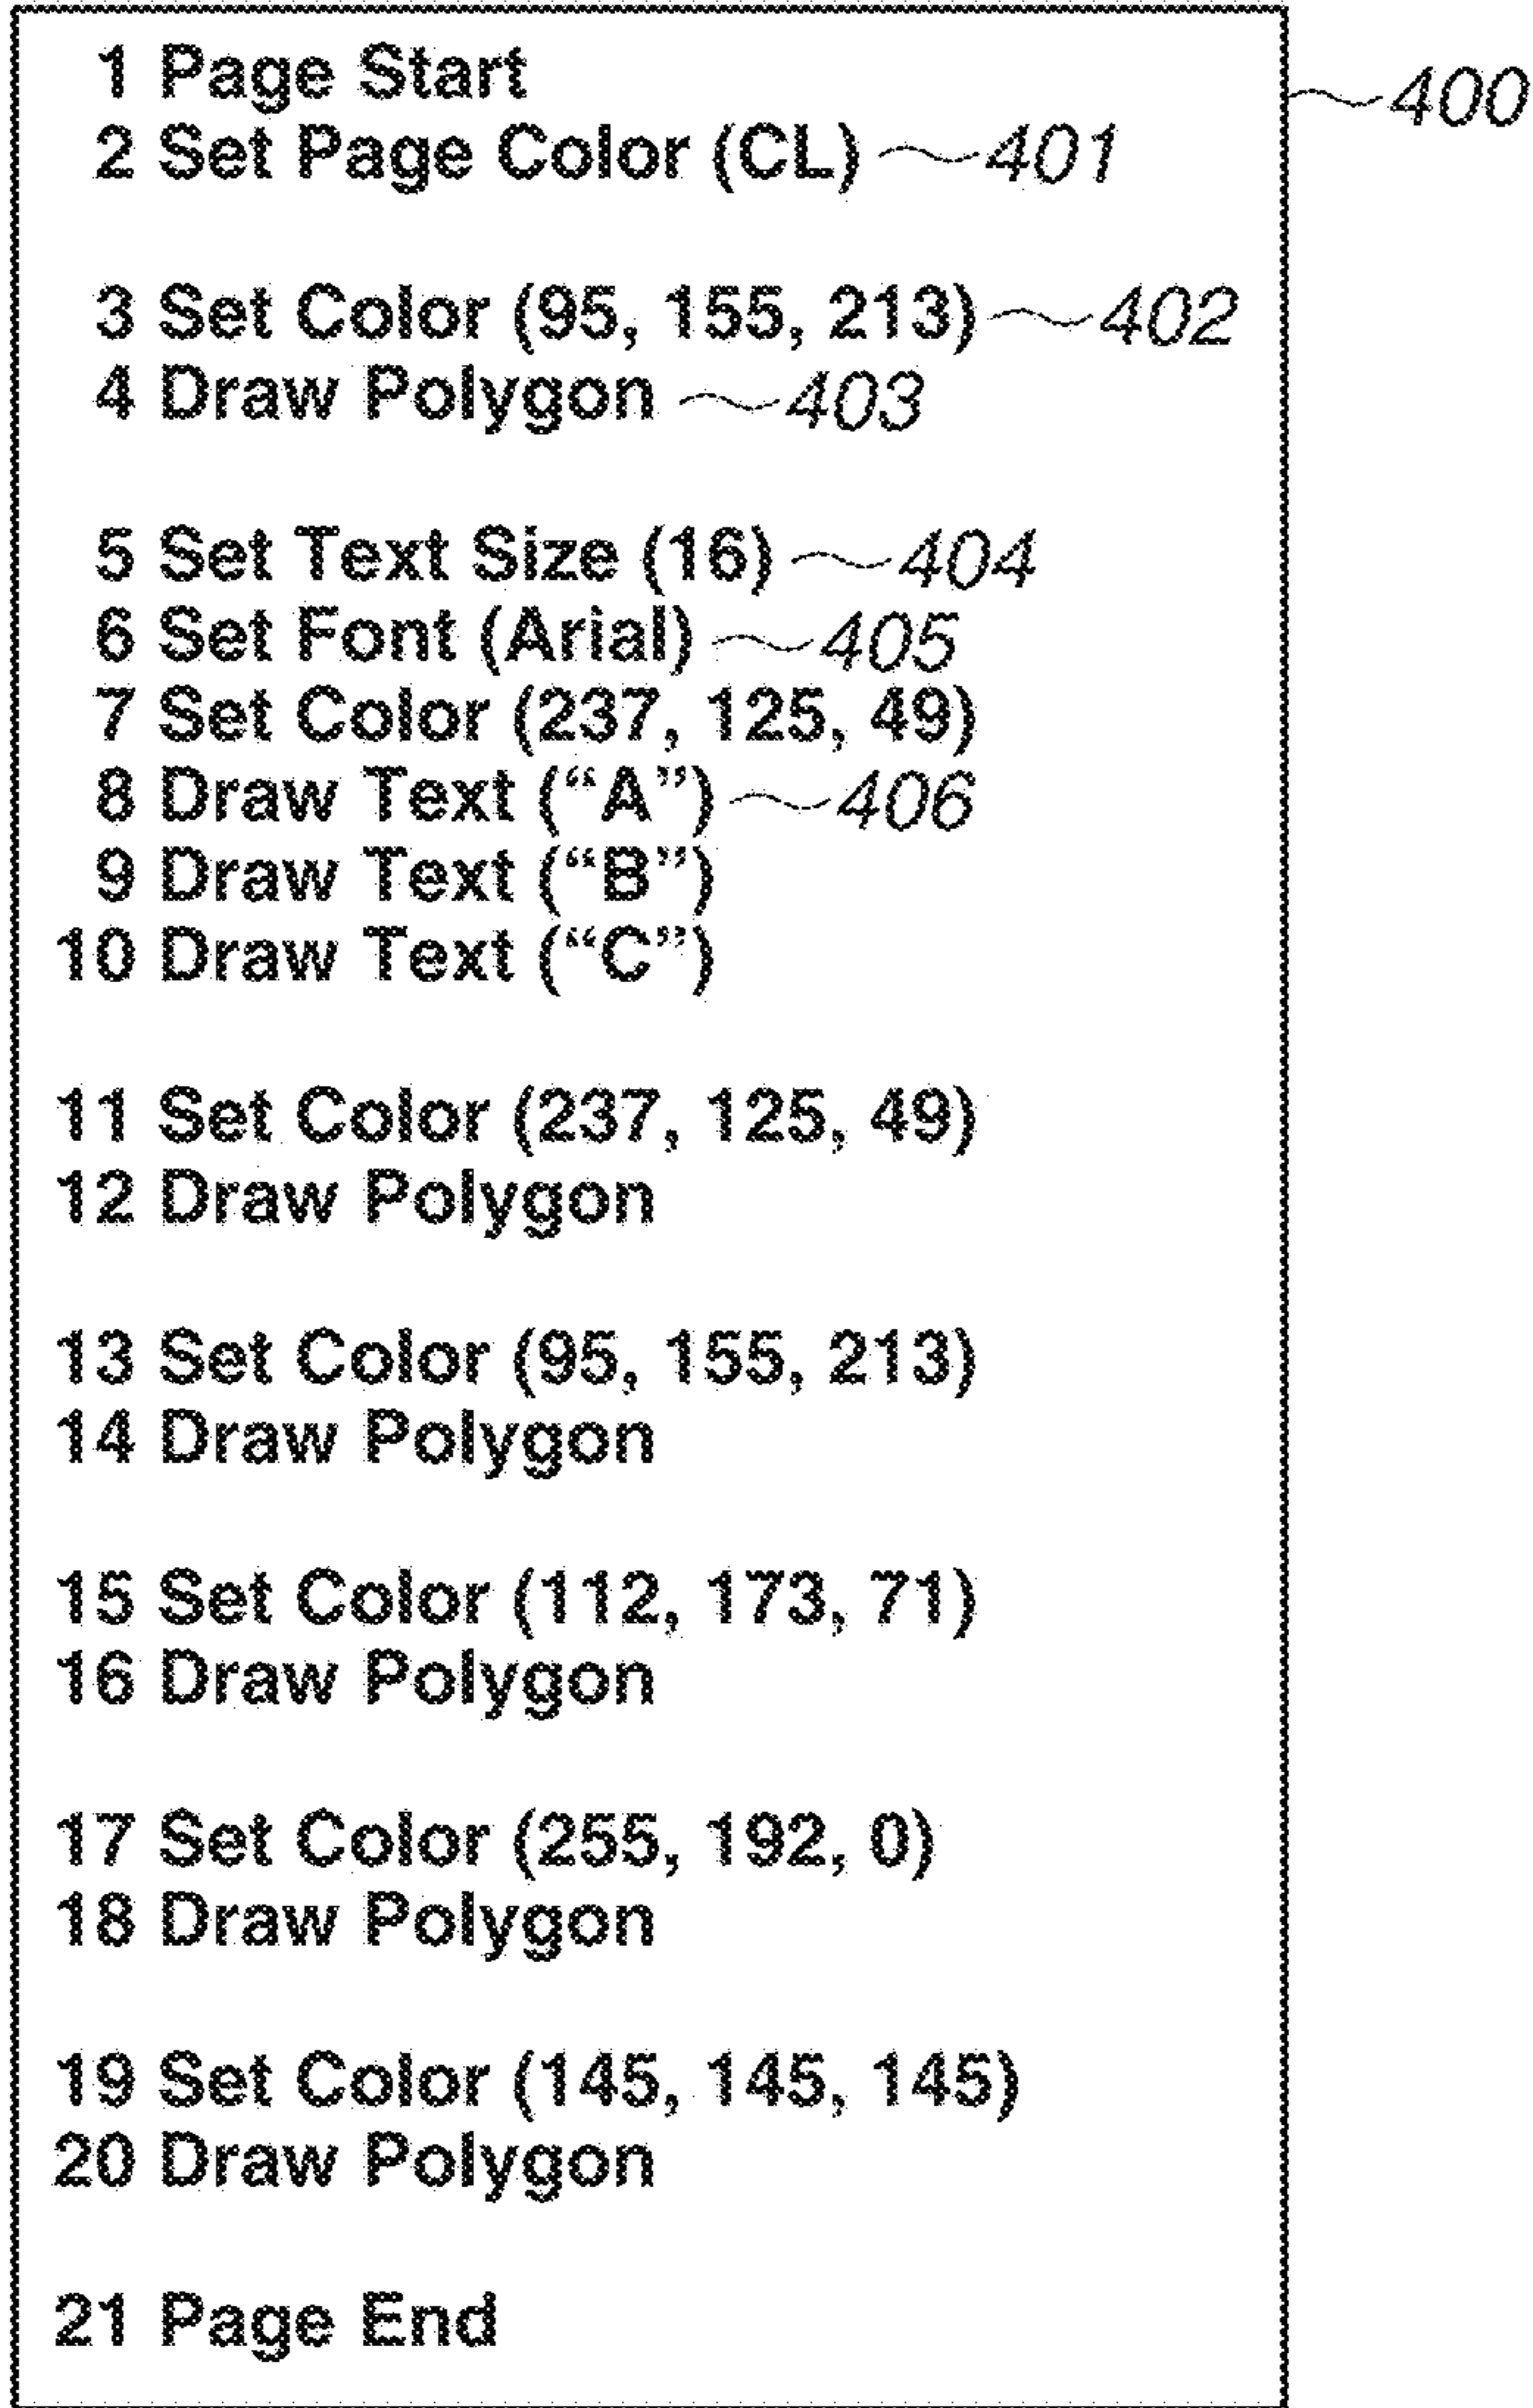 1 Page Start 400
2 Set Page Color (CL) 401
3 Set Color (95, 155, 213) 402
4 Draw Polygon 403
5 Set Text Size (16) 404
6 Set Font (Arial) 405
7 Set Color (237, 125, 49)
8 Draw Text (“A”) 406
9 Draw Text (“B”)
10 Draw Text (“C”)
11 Set Color (237, 125, 49)
12 Draw Polygon
13 Set Color (95, 155, 213)
14 Draw Polygon
15 Set Color (112, 173, 71)
16 Draw Polygon
17 Set Color (255, 192, 0)
18 Draw Polygon
19 Set Color (145, 145, 145)
20 Draw Polygon
21 Page End